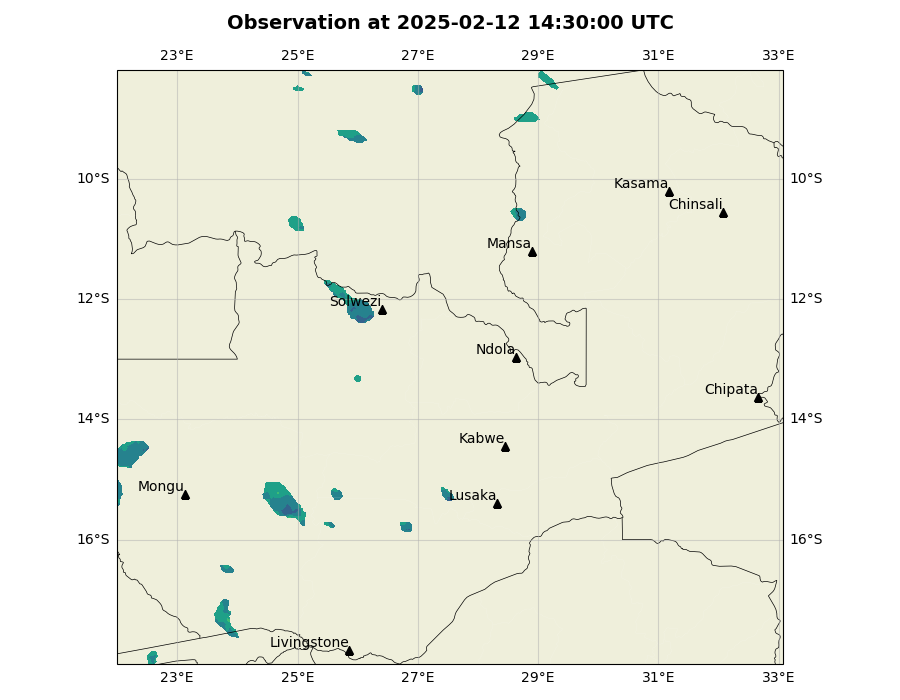 Observation at 2025-02-12 14:30:00 UTC
23°E 25°E 27°E 29°E 31°E 33°E
10°S 10°S
Kasama
Chinsali
Mansa
12°S 12°S
Solwezi
Ndola
Chipata
14°S 14°S
Kabwe
Mongu
Lusaka
16°S 16°S
Livingstone
23°E 25°E 27°E 29°E 31°E 33°E